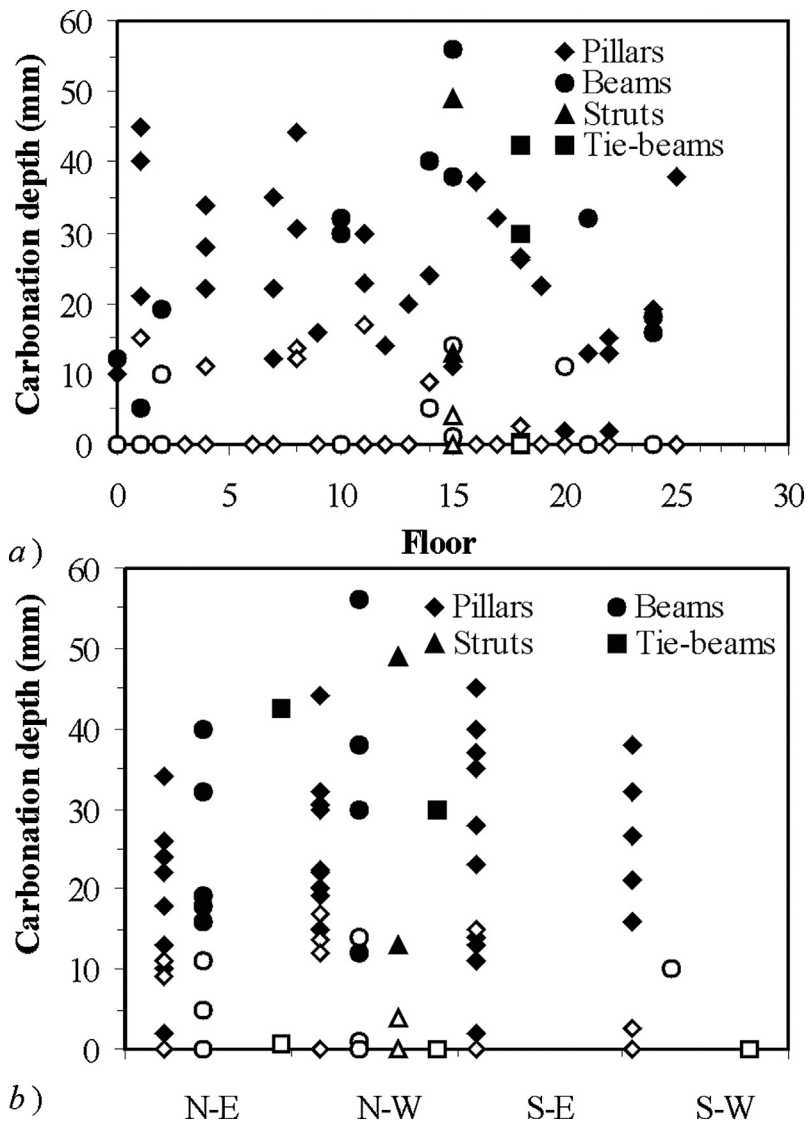 60
50
40
30
20
10
0
Carbonation depth (mm)
Pillars
Beams
Struts
Tie-beams
0 5 10 15 20 25 30
Floor
a)
60
50
40
30
20
10
0
Carbonation depth (mm)
Pillars Beams
Struts Tie-beams
N-E N-W S-E S-W
b)